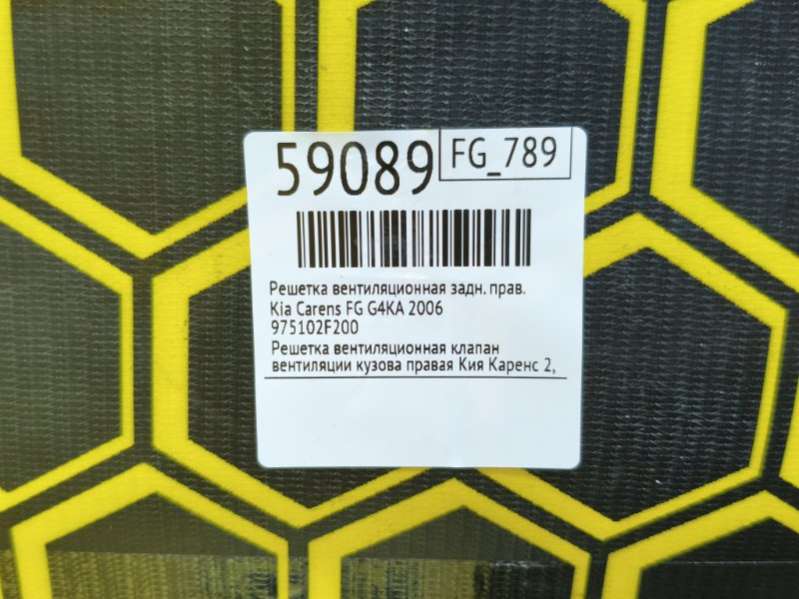 59089 FG_789
Решетка вентиляционная задн. прав.
Kia Carens FG G4KA 2006
975102F200
Решетка вентиляционная клапан
вентиляции кузова правая Кия Каренс 2,